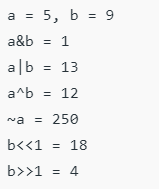 a = 5, b = 9
a&b = 1
a|b = 13
a^b = 12
~a = 250
b<<1 = 18
b>>1 = 4